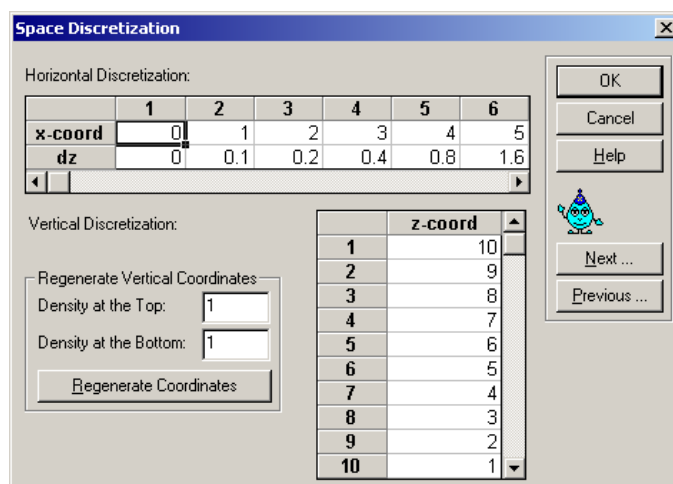 Space Discretization
Horizontal Discretization:
1 2 3 4 5 6
x-coord 0 1 2 3 4 5
dz 0 0.1 0.2 0.4 0.8 1.6
Vertical Discretization:
Regenerate Vertical Coordinates
Density at the Top: 1
Density at the Bottom: 1
Regenerate Coordinates
z-coord
1 10
2 9
3 8
4 7
5 6
6 5
7 4
8 3
9 2
10 1
OK
Cancel
Help
Next ...
Previous ...